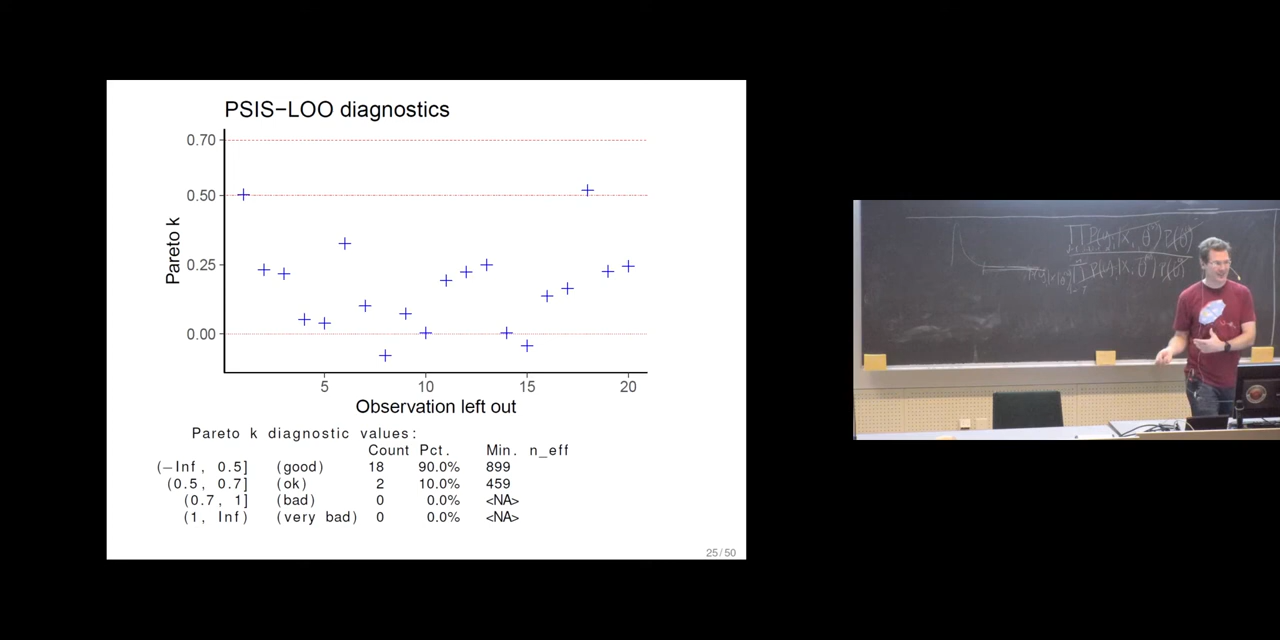 PSIS−LOO diagnostics
0.70
0.50
0.25
0.00
Pareto k
5 10 15 20
Observation left out
Pareto k diagnostic values:
Count Pct. Min. n_eff
(−Inf, 0.5] (good) 18 90.0% 899
(0.5, 0.7] (ok) 2 10.0% 459
(0.7, 1] (bad) 0 0.0% <NA>
(1, Inf) (very bad) 0 0.0% <NA>
25/50